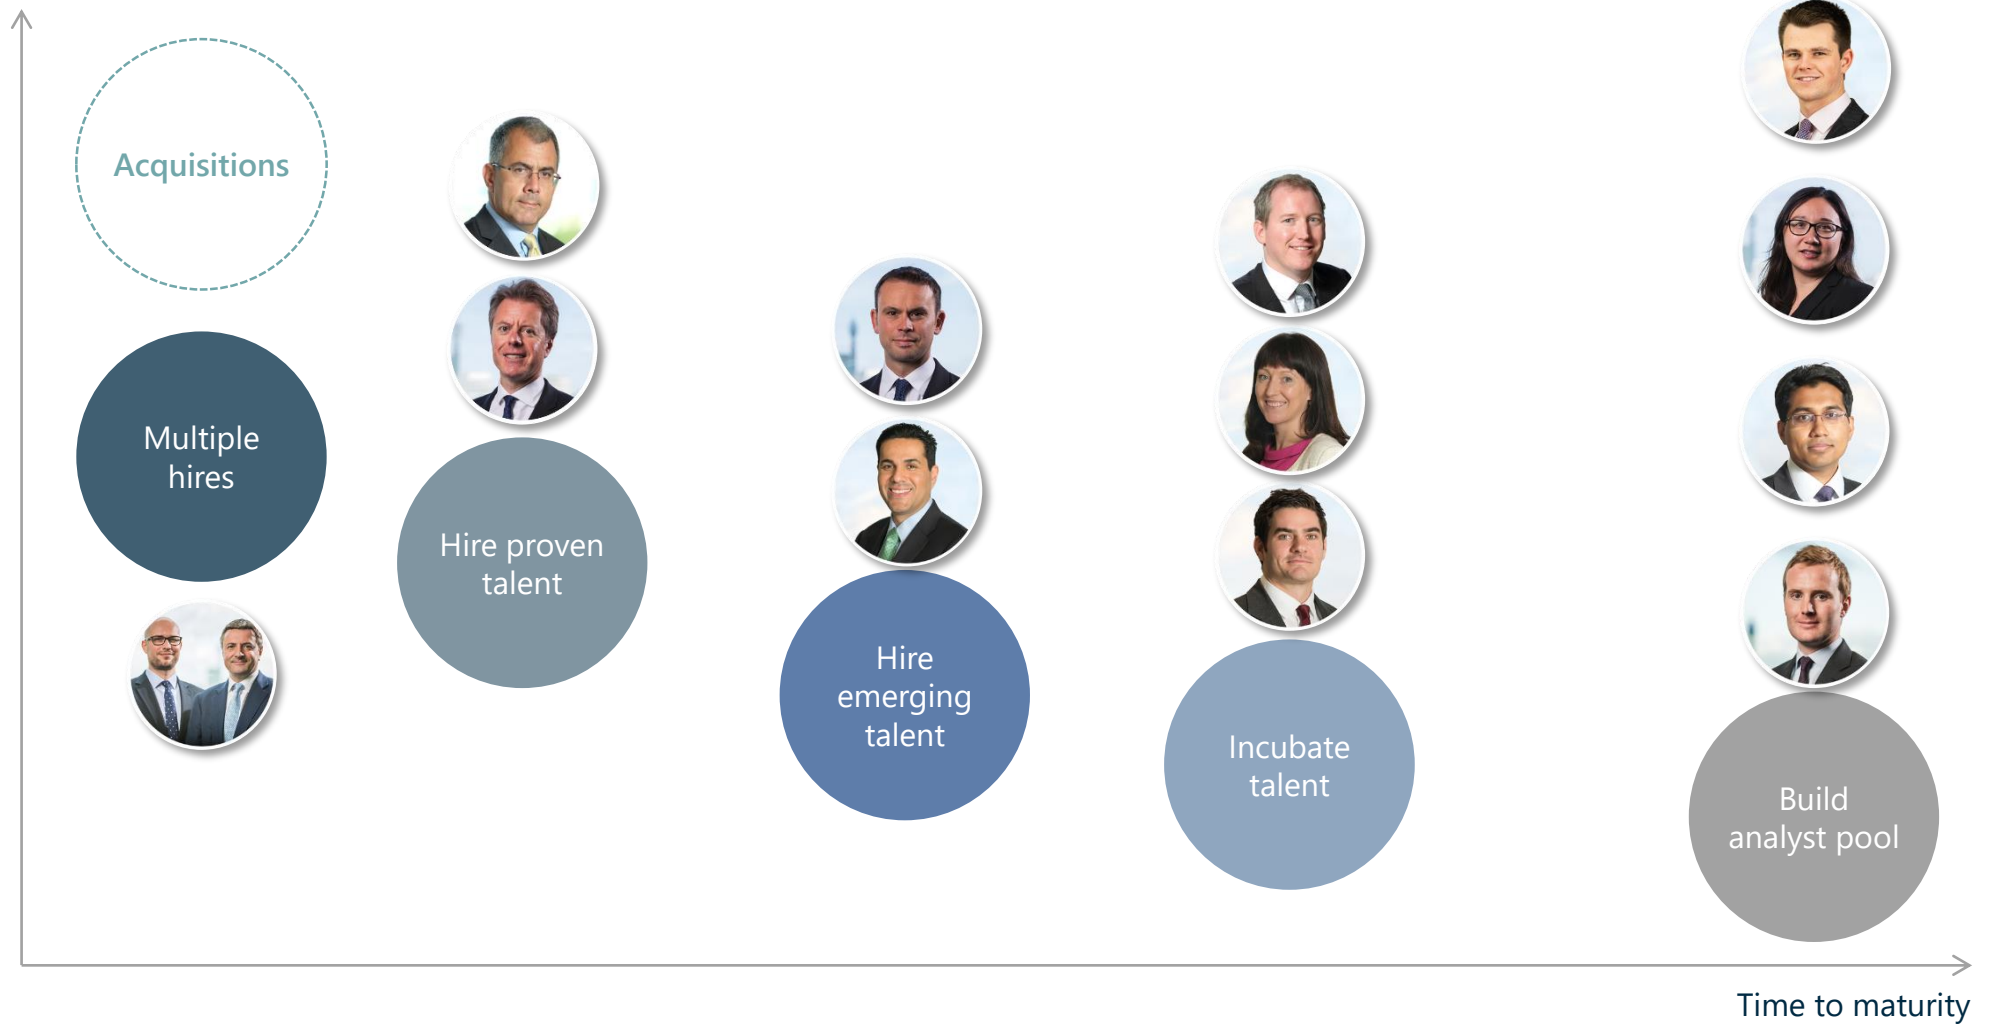 Acquisitions
Multiple
hires
Hire proven
talent
Hire
emerging
talent
Incubate
talent
Build
analyst pool
Time to maturity